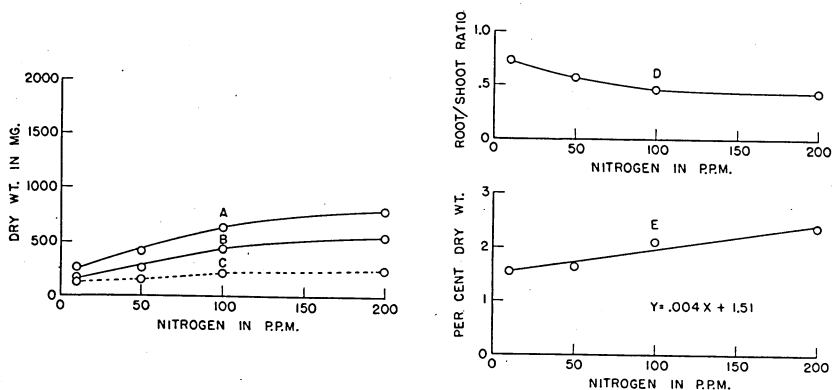 2000
1500
1000
500
0
DRY WT. IN MG.
A
B
C
0 50 100 150 200
NITROGEN IN P.P.M.
1.0
.5
0
ROOT/SHOOT RATIO
D
0 50 100 150 200
NITROGEN IN P.P.M.
3
2
1
0
PER CENT DRY WT.
E
Y=.004X + 1.51
0 50 100 150 200
NITROGEN IN P.P.M.